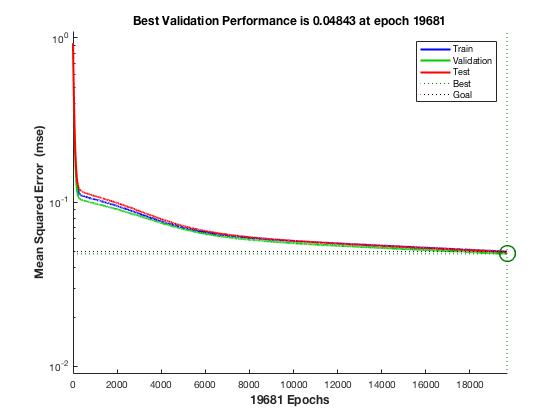 Best Validation Performance is 0.04843 at epoch 19681
Mean Squared Error (mse)
10^0
10^-1
10^-2
Train
Validation
Test
Best
Goal
0 2000 4000 6000 8000 10000 12000 14000 16000 18000
19681 Epochs